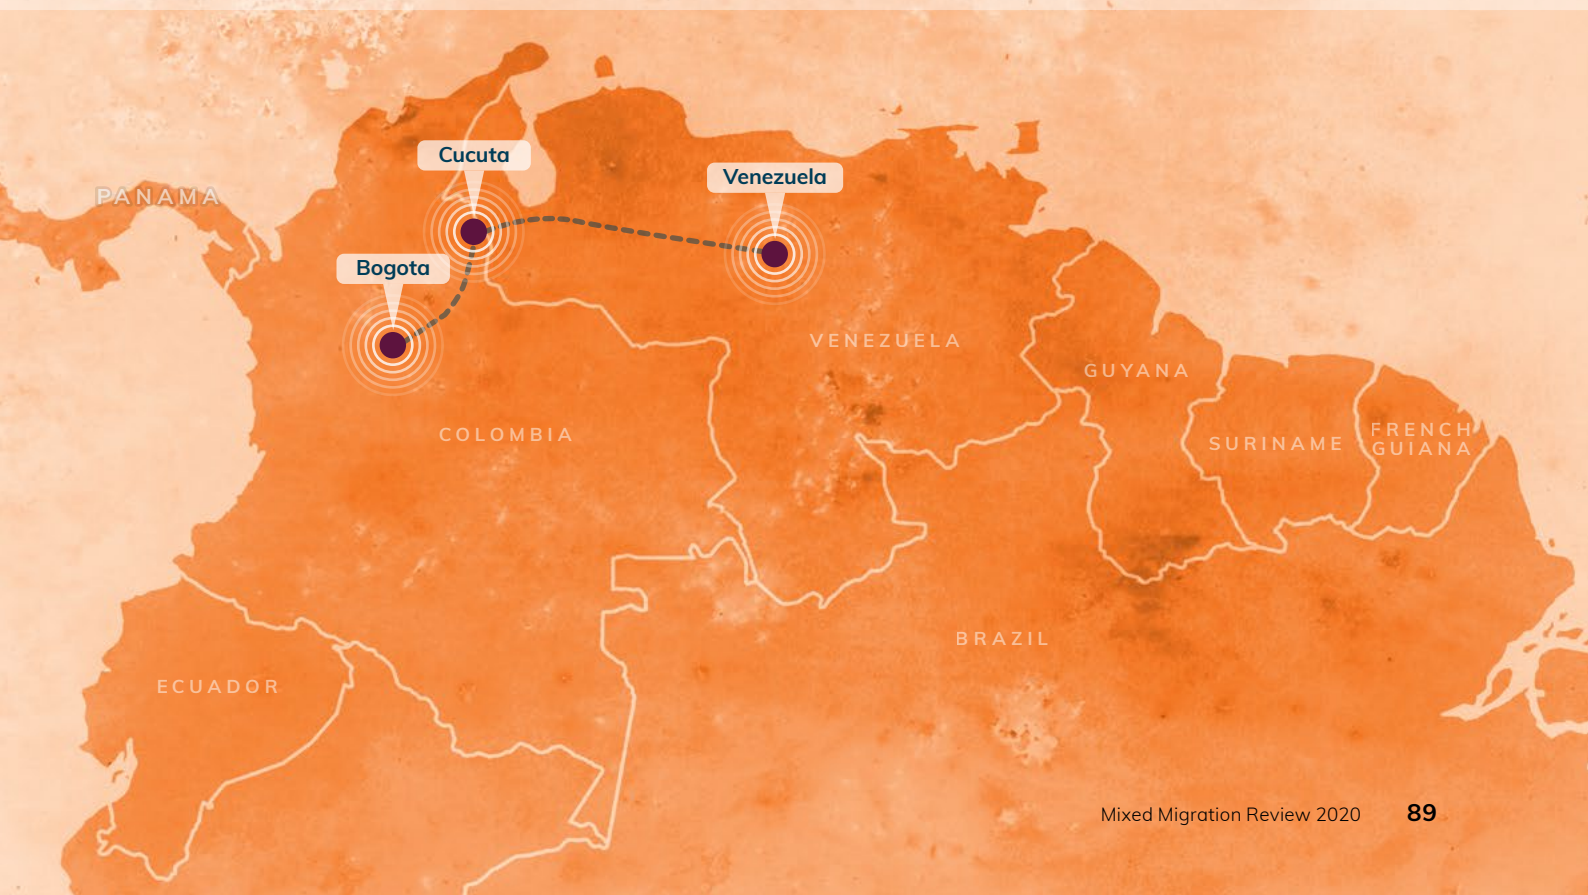 Cucuta
Venezuela
PANAMA
Bogota
VENEZUELA
GUYANA
COLOMBIA
SURINAME
FRENCH
GUIANA
BRAZIL
ECUADOR
Mixed Migration Review 2020 89